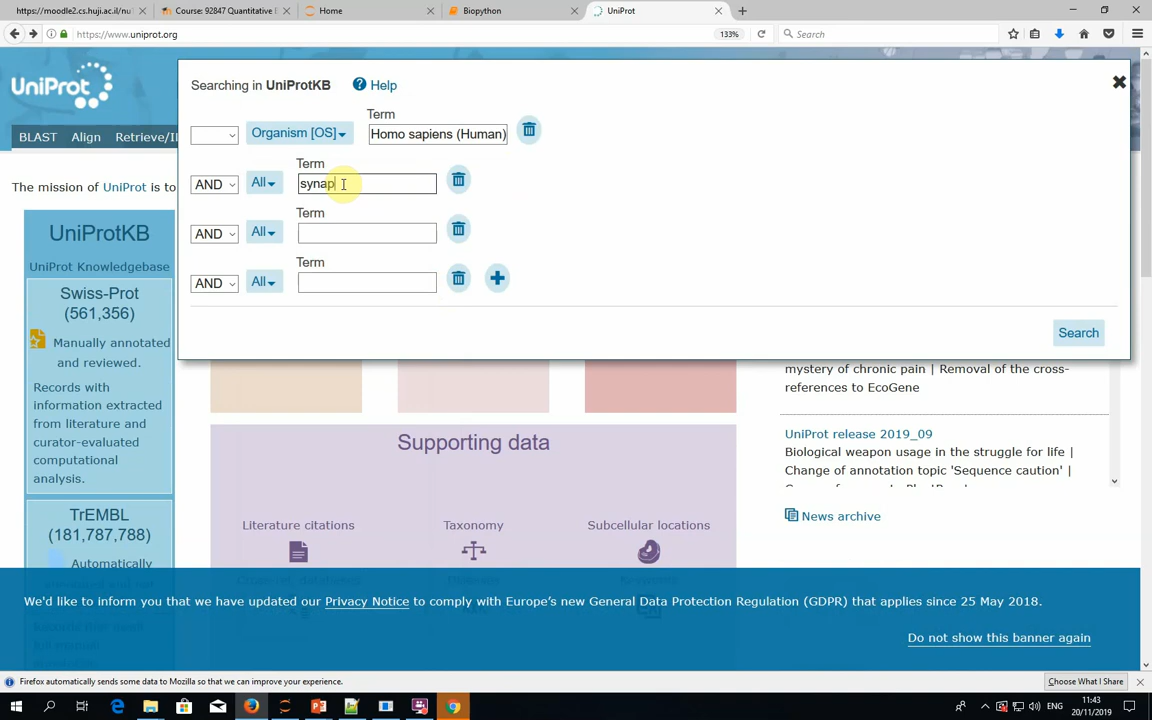 https://moodle2.cs.huji.ac.il/nu
Course: 92847 Quantitative E
Home
Biopython
UniProt
https://www.uniprot.org
133%
Search
UniProt
BLAST Align Retrieve/I
The mission of UniProt is to
Searching in UniProtKB
Help
Term
Organism [OS]
Homo sapiens (Human)
Term
AND
All
synap
Term
AND
All
Term
AND
All
Search
UniProtKB
UniProt Knowledgebase
Swiss-Prot
(561,356)
Manually annotated
and reviewed.
Records with
information extracted
from literature and
curator-evaluated
computational
analysis.
TrEMBL
(181,787,788)
Automatically
Supporting data
Literature citations
Taxonomy
Subcellular locations
mystery of chronic pain | Removal of the cross-
references to EcoGene
UniProt release 2019_09
Biological weapon usage in the struggle for life |
Change of annotation topic 'Sequence caution' |
News archive
We'd like to inform you that we have updated our Privacy Notice to comply with Europe's new General Data Protection Regulation (GDPR) that applies since 25 May 2018.
Do not show this banner again
Firefox automatically sends some data to Mozilla so that we can improve your experience.
Choose What I Share
ENG
11:43
20/11/2019